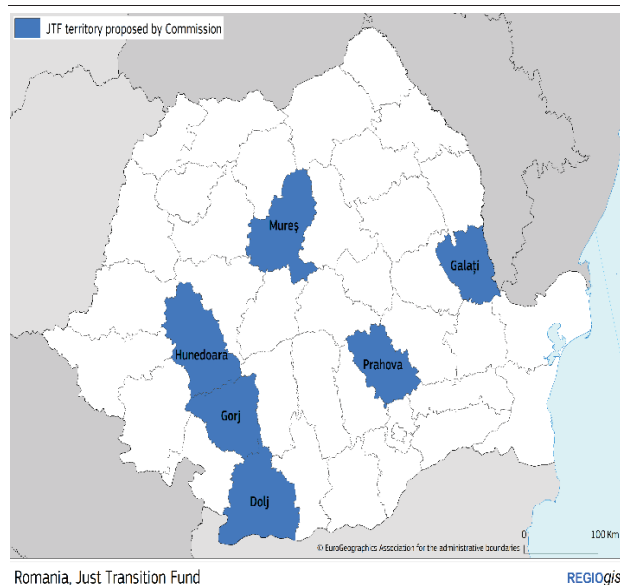 JTF territory proposed by Commission
Mureș
Galați
Hunedoara
Prahova
Gorj
Dolj
0 100 Km
© EuroGeographics Association for the administrative boundaries
Romania, Just Transition Fund
REGIOgis